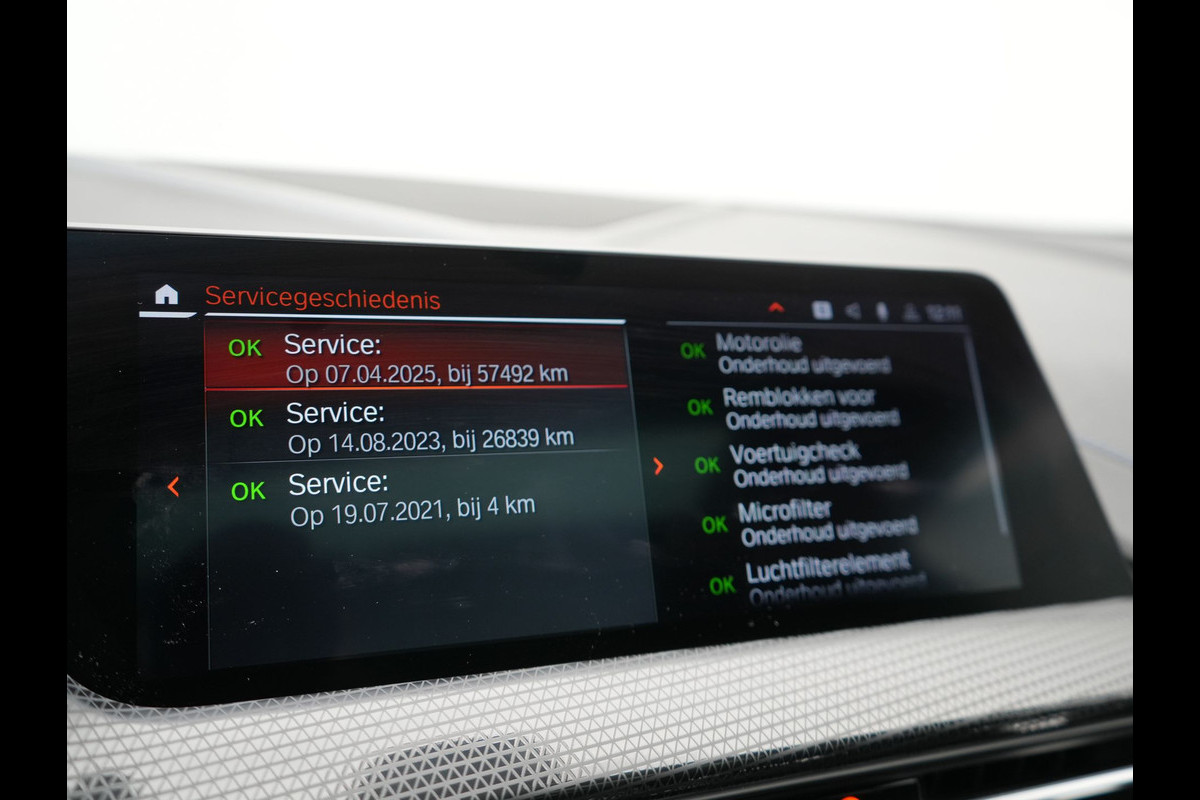 Servicegeschiedenis
OK Service:
Op 07.04.2025, bij 57492 km
OK Service:
Op 14.08.2023, bij 26839 km
OK Service:
Op 19.07.2021, bij 4 km
OK Motorolie
Onderhoud uitgevoerd
OK Remblokken voor
Onderhoud uitgevoerd
OK Voertuigcheck
Onderhoud uitgevoerd
OK Microfilter
Onderhoud uitgevoerd
OK Luchtfilterelement
Onderhoud uitgevoerd